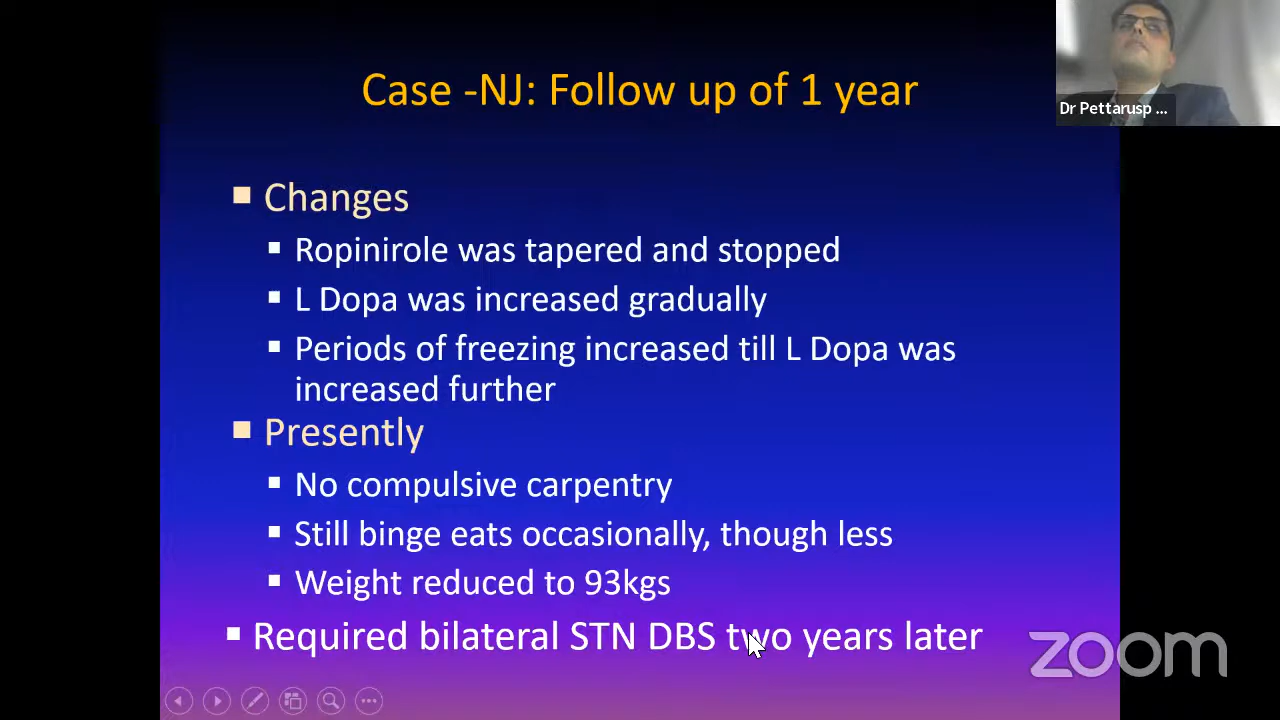 Case -NJ: Follow up of 1 year
Dr Pettarusp ...
Changes
Ropinirole was tapered and stopped
L Dopa was increased gradually
Periods of freezing increased till L Dopa was
increased further
Presently
No compulsive carpentry
Still binge eats occasionally, though less
Weight reduced to 93kgs
Required bilateral STN DBS two years later
zoom